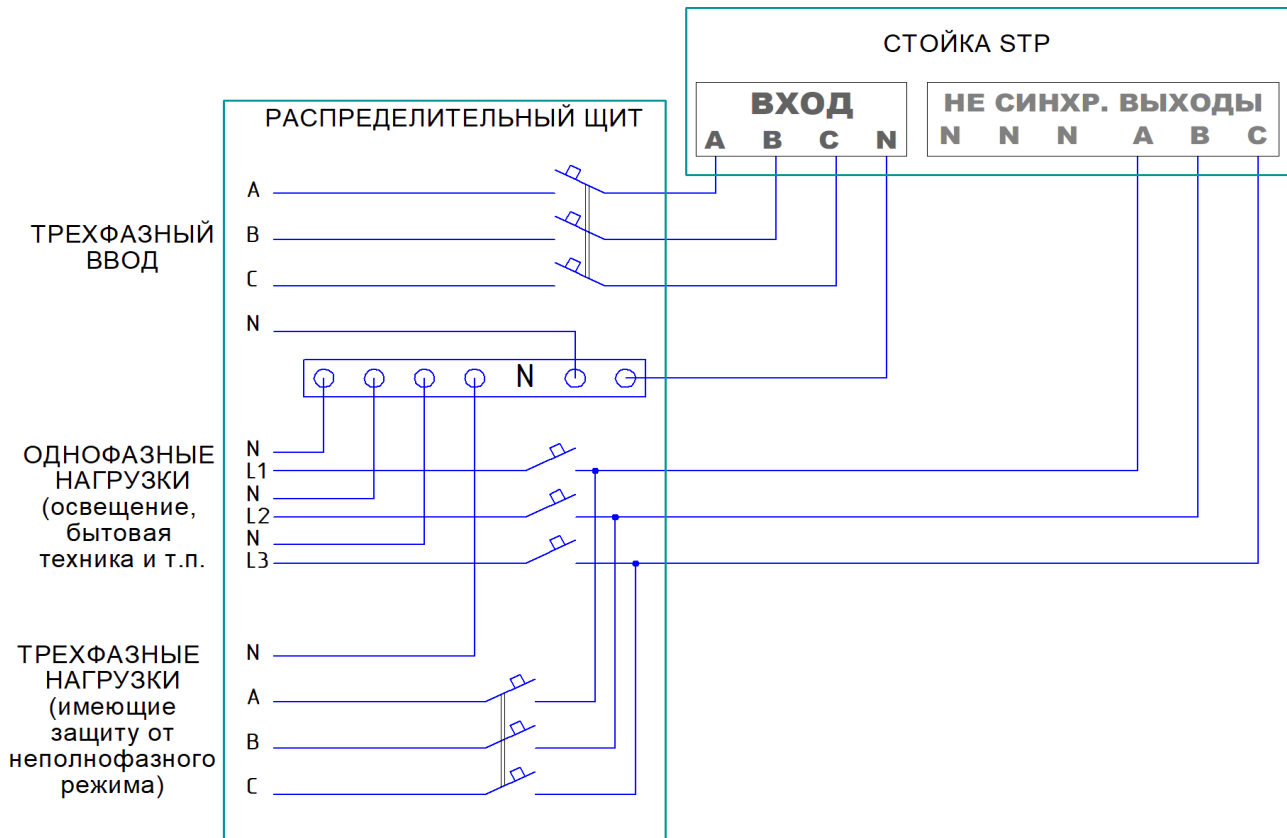 СТОЙКА STP
ВХОД
A B C N
НЕ СИНХР. ВЫХОДЫ
N N N A B C
РАСПРЕДЕЛИТЕЛЬНЫЙ ЩИТ
ТРЕХФАЗНЫЙ
ВВОД
A
B
C
N
N
ОДНОФАЗНЫЕ
НАГРУЗКИ
(освещение,
бытовая
техника и т.п.
N
L1
N
L2
N
L3
ТРЕХФАЗНЫЕ
НАГРУЗКИ
(имеющие
защиту от
неполнофазного
режима)
N
A
B
C